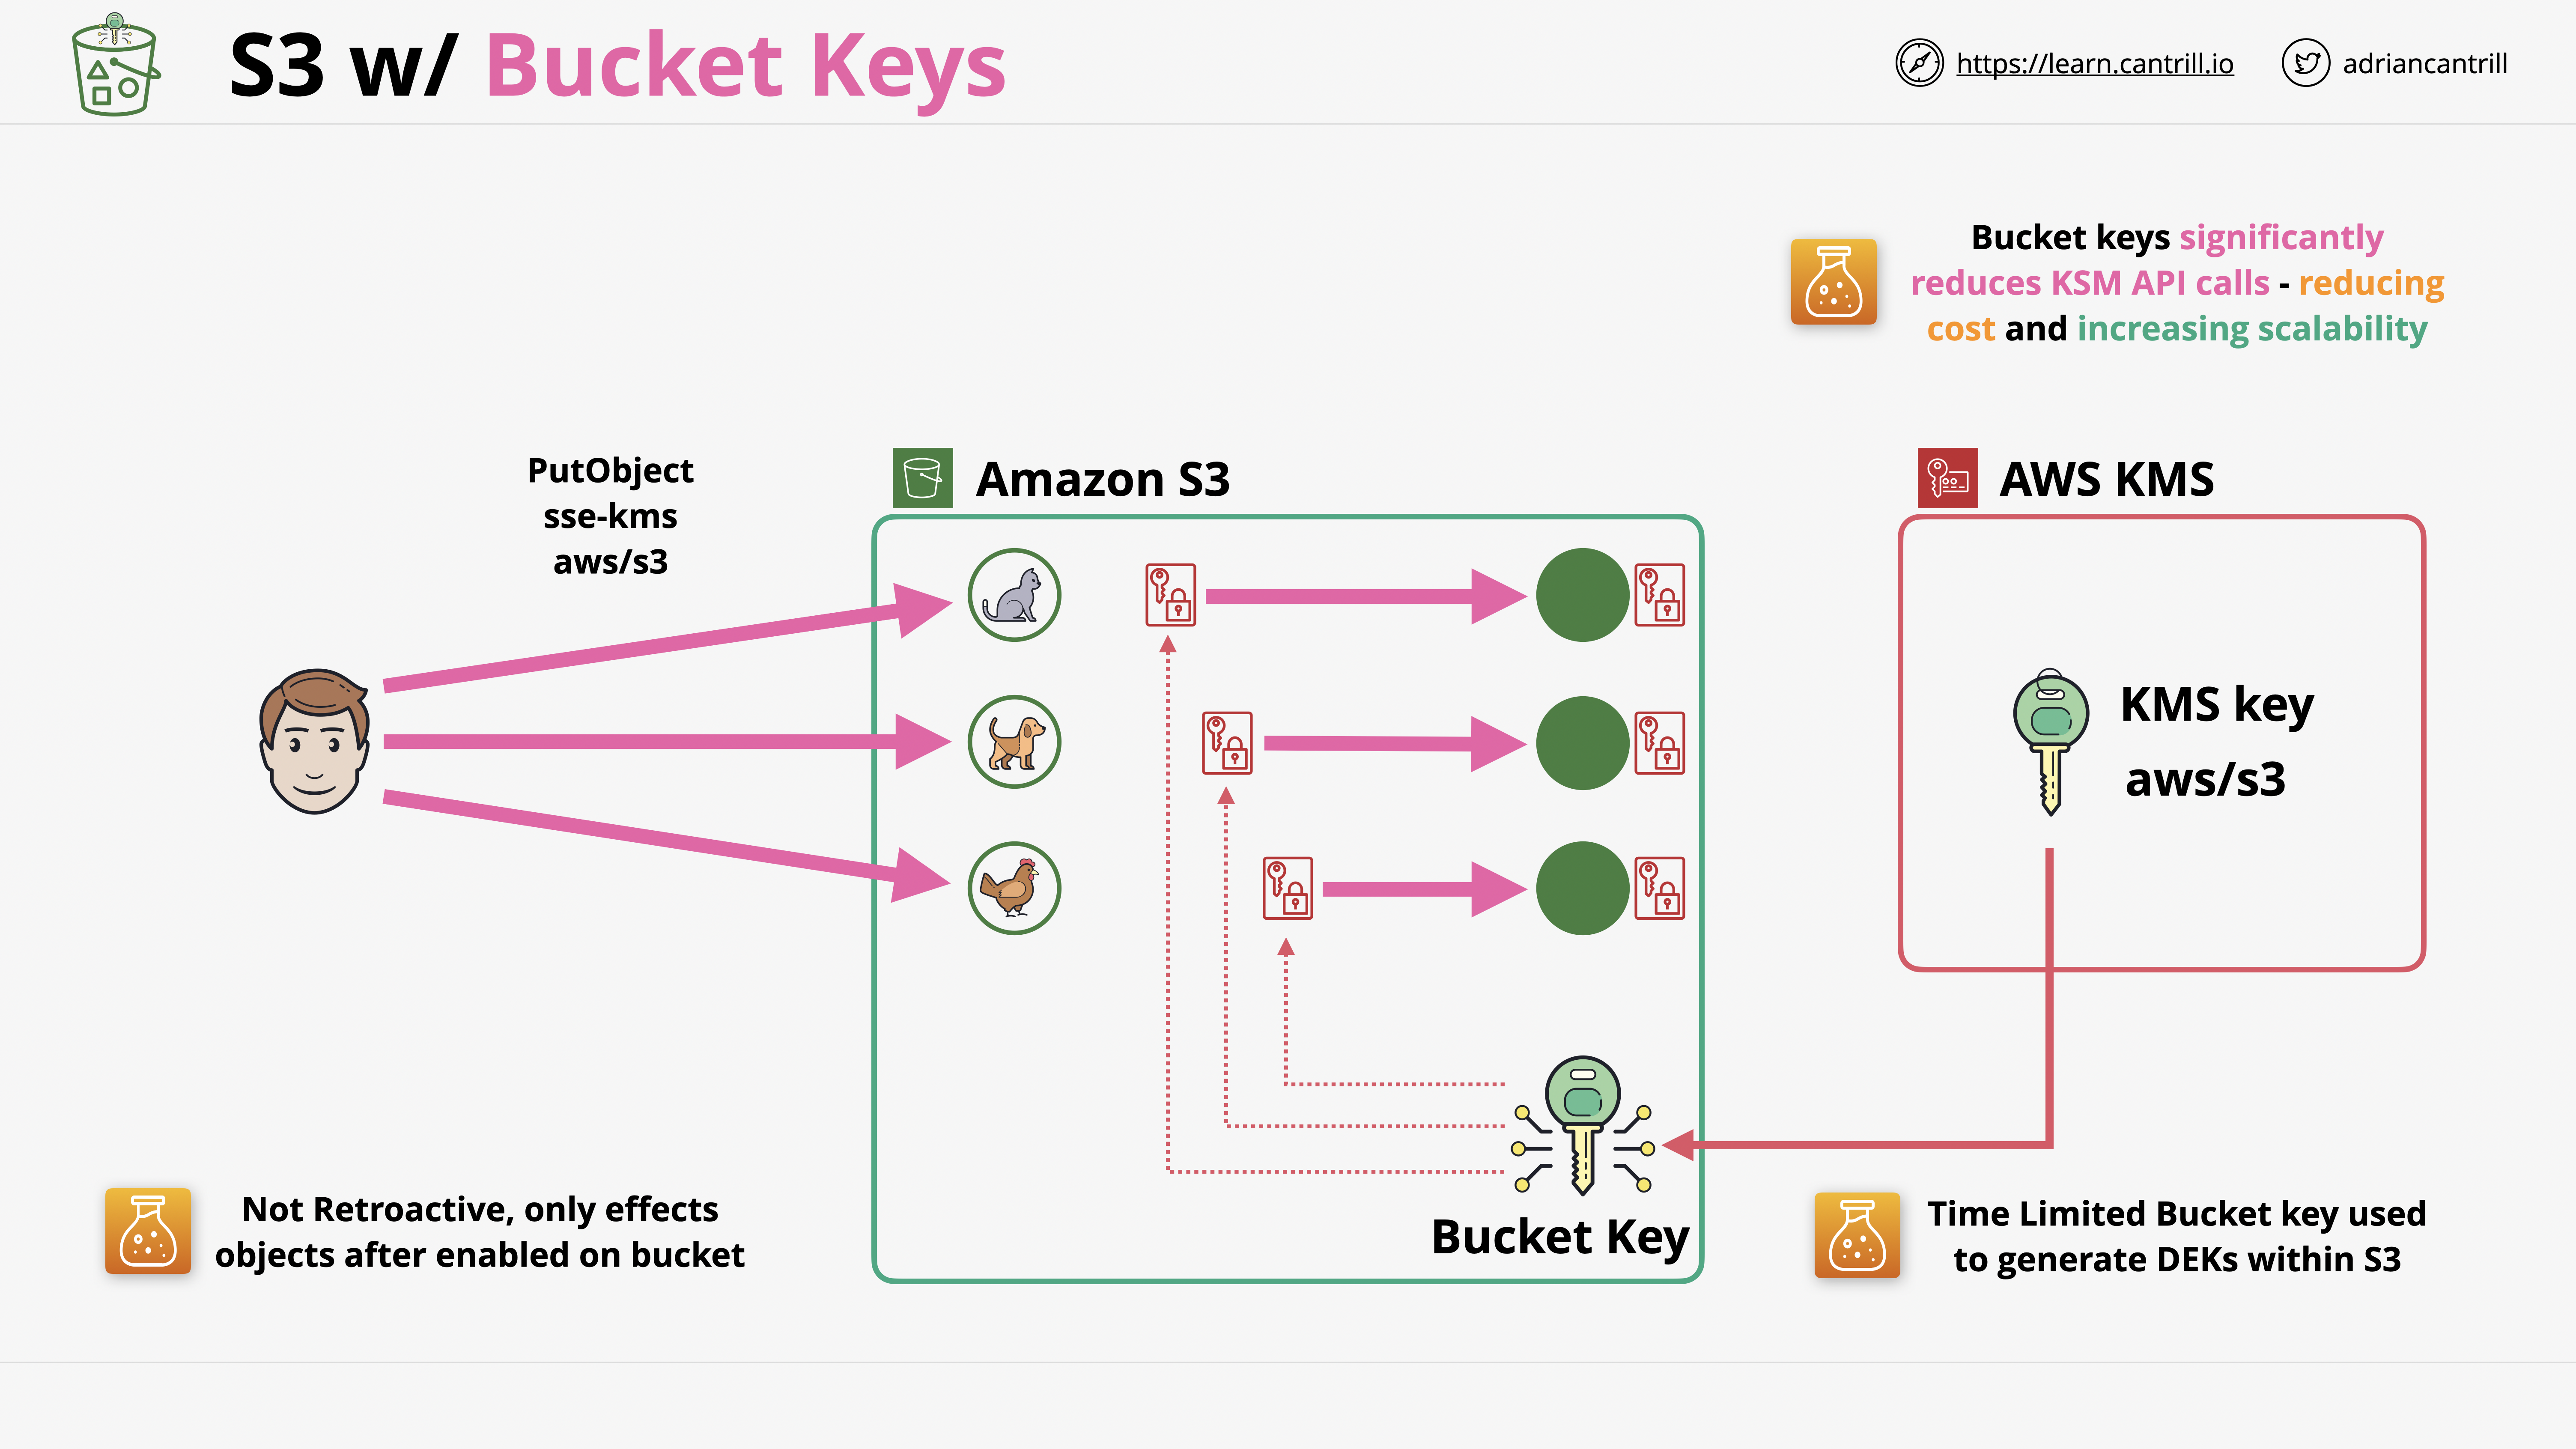 S3 w/ Bucket Keys
https://learn.cantrill.io
adriancantrill
Bucket keys significantly
reduces KSM API calls - reducing
cost and increasing scalability
PutObject
sse-kms
aws/s3
Amazon S3
AWS KMS
KMS key
aws/s3
Bucket Key
Not Retroactive, only effects
objects after enabled on bucket
Time Limited Bucket key used
to generate DEKs within S3